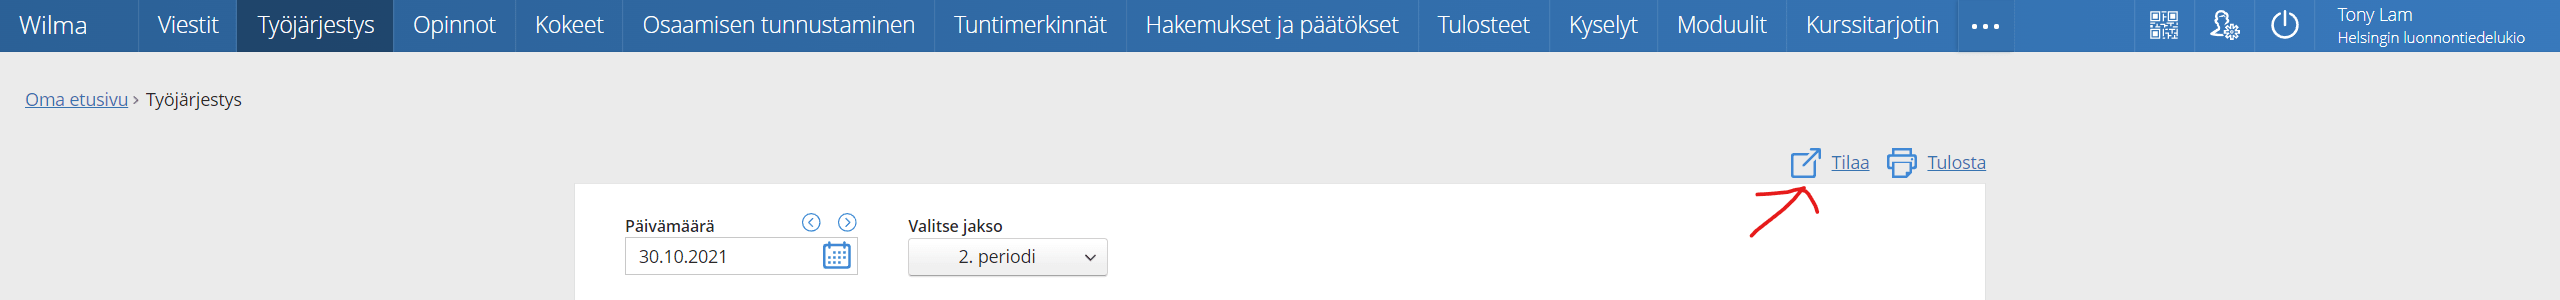 Wilma Viestit Työjärjestys Opinnot Kokeet Osaamisen tunnustaminen Tuntimerkinnät Hakemukset ja päätökset Tulosteet Kyselyt Moduulit Kurssitarjotin ...
Tony Lam
Helsingin luonnontiedelukio
Oma etusivu › Työjärjestys
Tilaa Tulosta
Päivämäärä Valitse jakso
30.10.2021 2. periodi